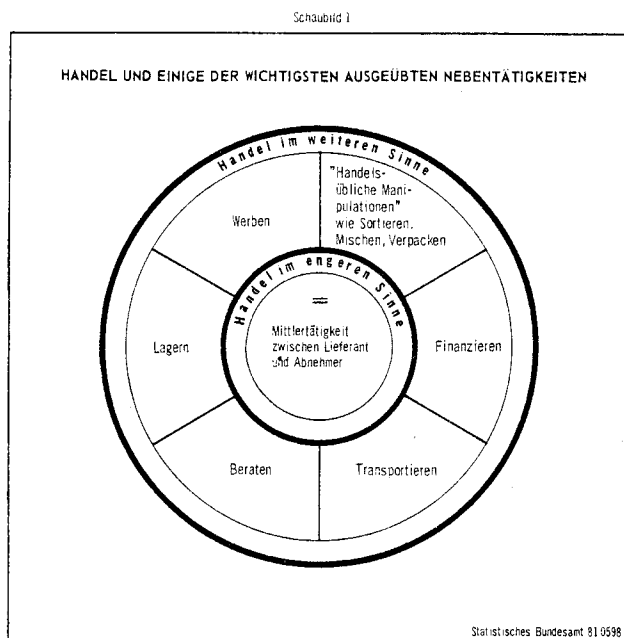 Schaubild 1
HANDEL UND EINIGE DER WICHTIGSTEN AUSGEÜBTEN NEBENTÄTIGKEITEN
Handel im weiteren Sinne
"Handels-
übliche Mani-
pulationen"
wie Sortieren,
Mischen, Verpacken
Werben
Handel im engeren Sinne
=
Mittlertätigkeit
zwischen Lieferant
und Abnehmer
Lagern
Finanzieren
Beraten
Transportieren
Statistisches Bundesamt 81 0598